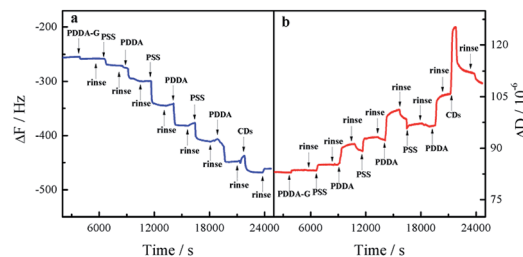 a
b
PDDA-G
PSS
PDDA
PSS
PDDA
PSS
PDDA
CDs
rinse
rinse
rinse
rinse
rinse
rinse
rinse
rinse
-200
-300
-400
-500
ΔF / Hz
6000
12000
18000
24000
Time / s
rinse
rinse
rinse
rinse
rinse
rinse
rinse
rinse
PDDA-G
PSS
PDDA
PSS
PDDA
PSS
PDDA
CDs
120
105
90
75
ΔD / 10⁻⁶
6000
12000
18000
24000
Time / s